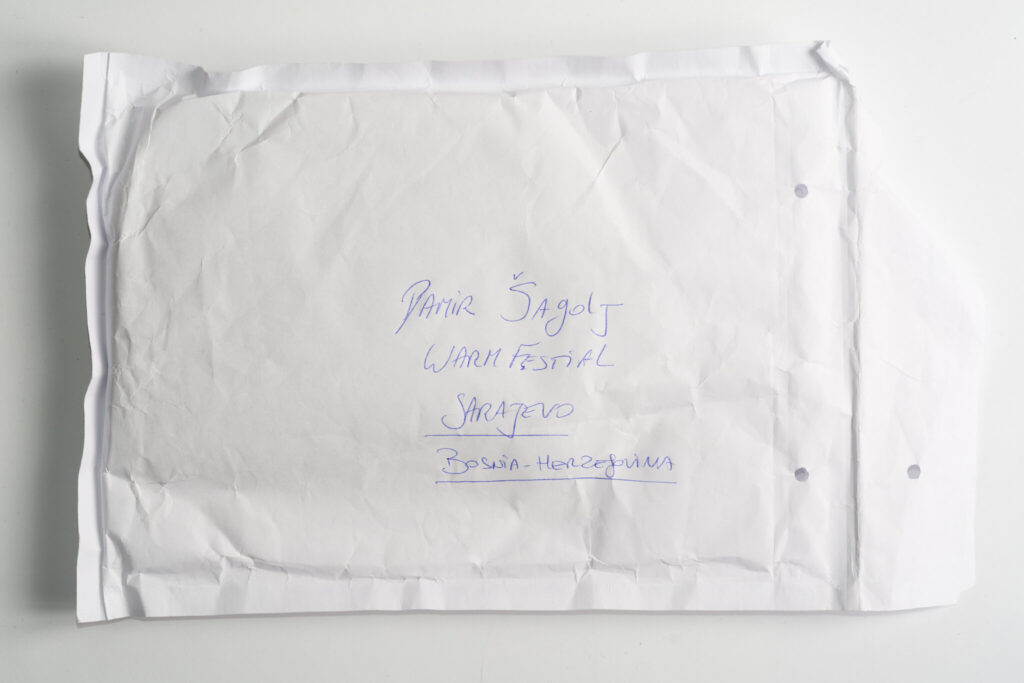 Damir Šagolj
WARM FESTIAL
SARAJEVO
BOSNIA-HERZEGOVINA